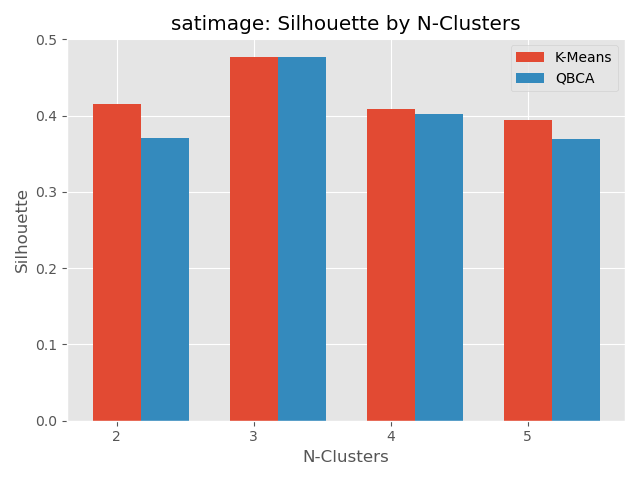 satimage: Silhouette by N-Clusters
K-Means
QBCA
Silhouette
0.5
0.4
0.3
0.2
0.1
0.0
2 3 4 5
N-Clusters